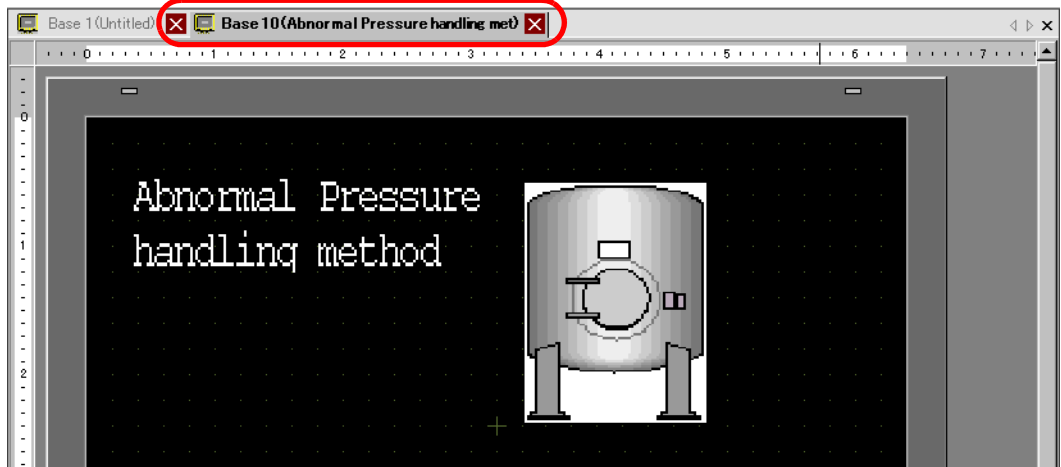 Base 1(Untitled) Base 10(Abnormal Pressure handling met)
0 1 2 3 4 5 6 7
0
Abnormal Pressure
handling method
1
2